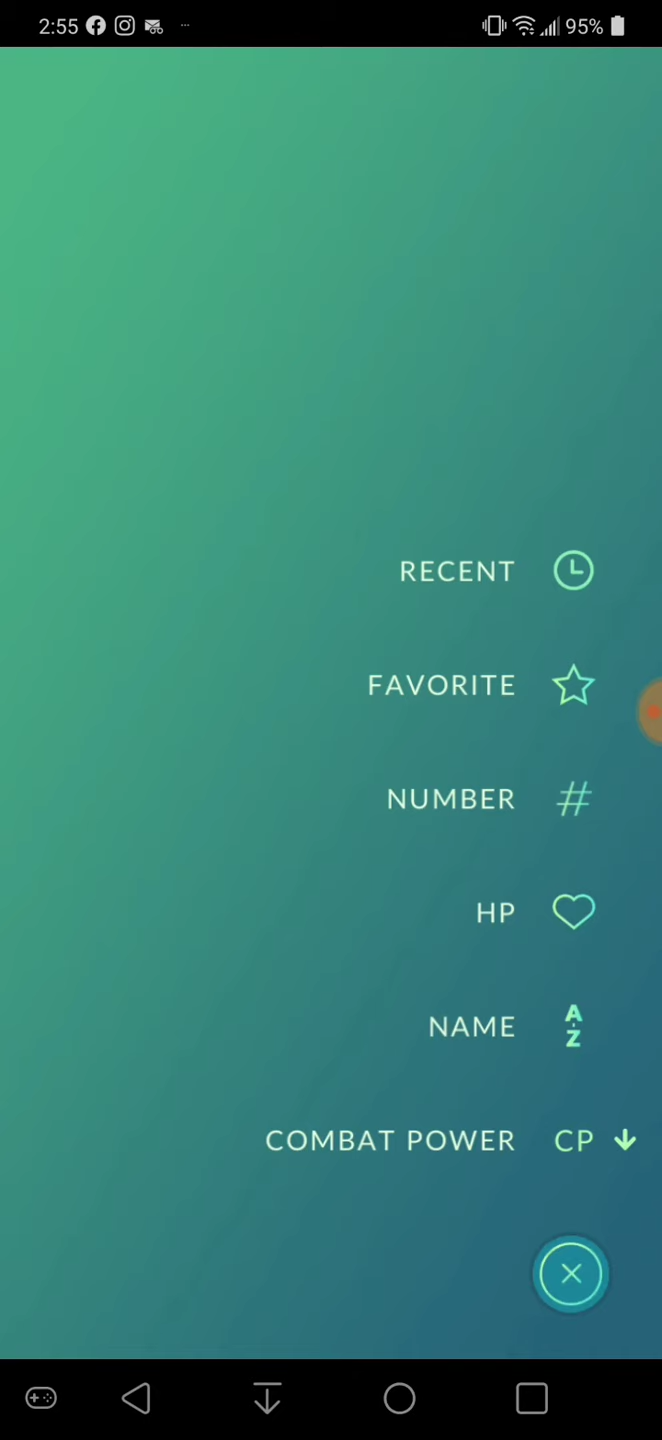 2:55
95%
RECENT
FAVORITE
NUMBER #
HP
NAME A-Z
COMBAT POWER CP